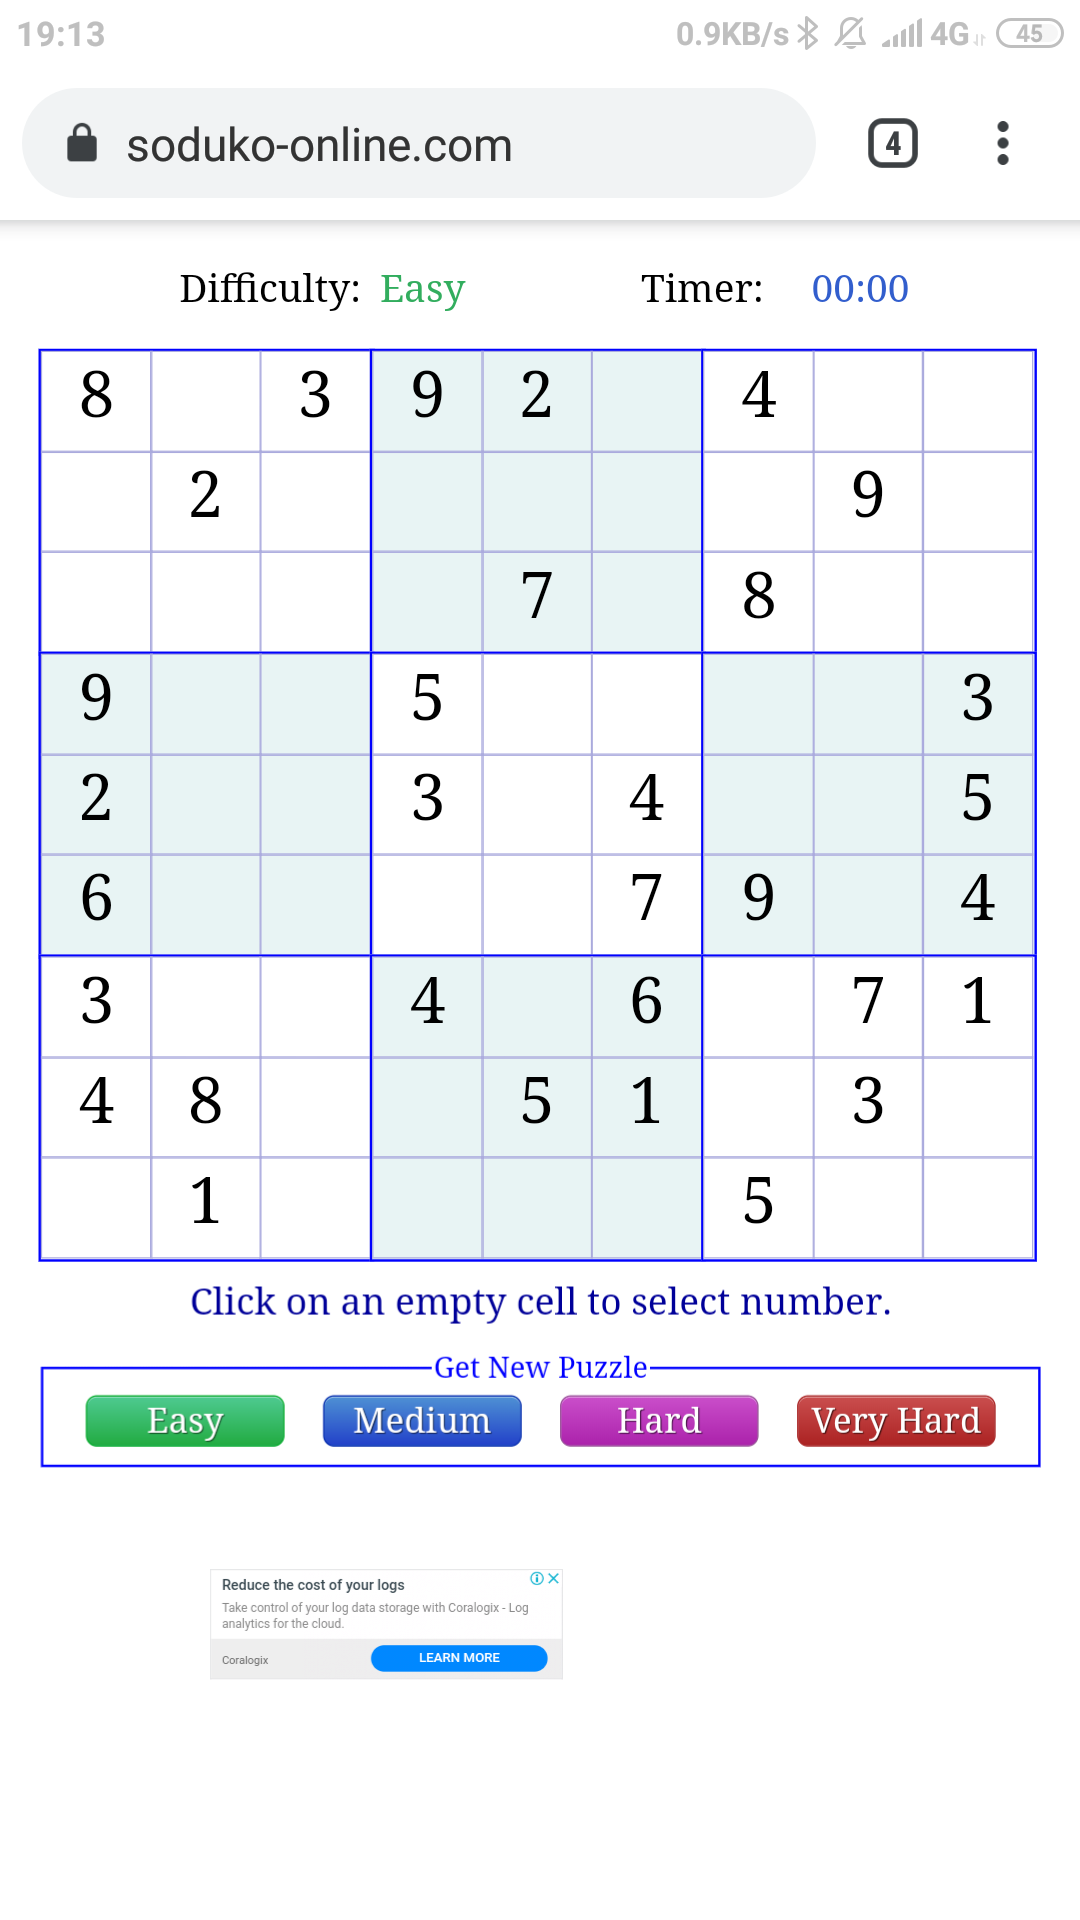 19:13 0.9KB/s 4G 45
soduko-online.com 4
Difficulty: Easy Timer: 00:00
8 3 9 2 4
2 9
7 8
9 5 3
2 3 4 5
6 7 9 4
3 4 6 7 1
4 8 5 1 3
1 5
Click on an empty cell to select number.
Get New Puzzle
Easy Medium Hard Very Hard
Reduce the cost of your logs
Take control of your log data storage with Coralogix - Log
analytics for the cloud.
Coralogix LEARN MORE